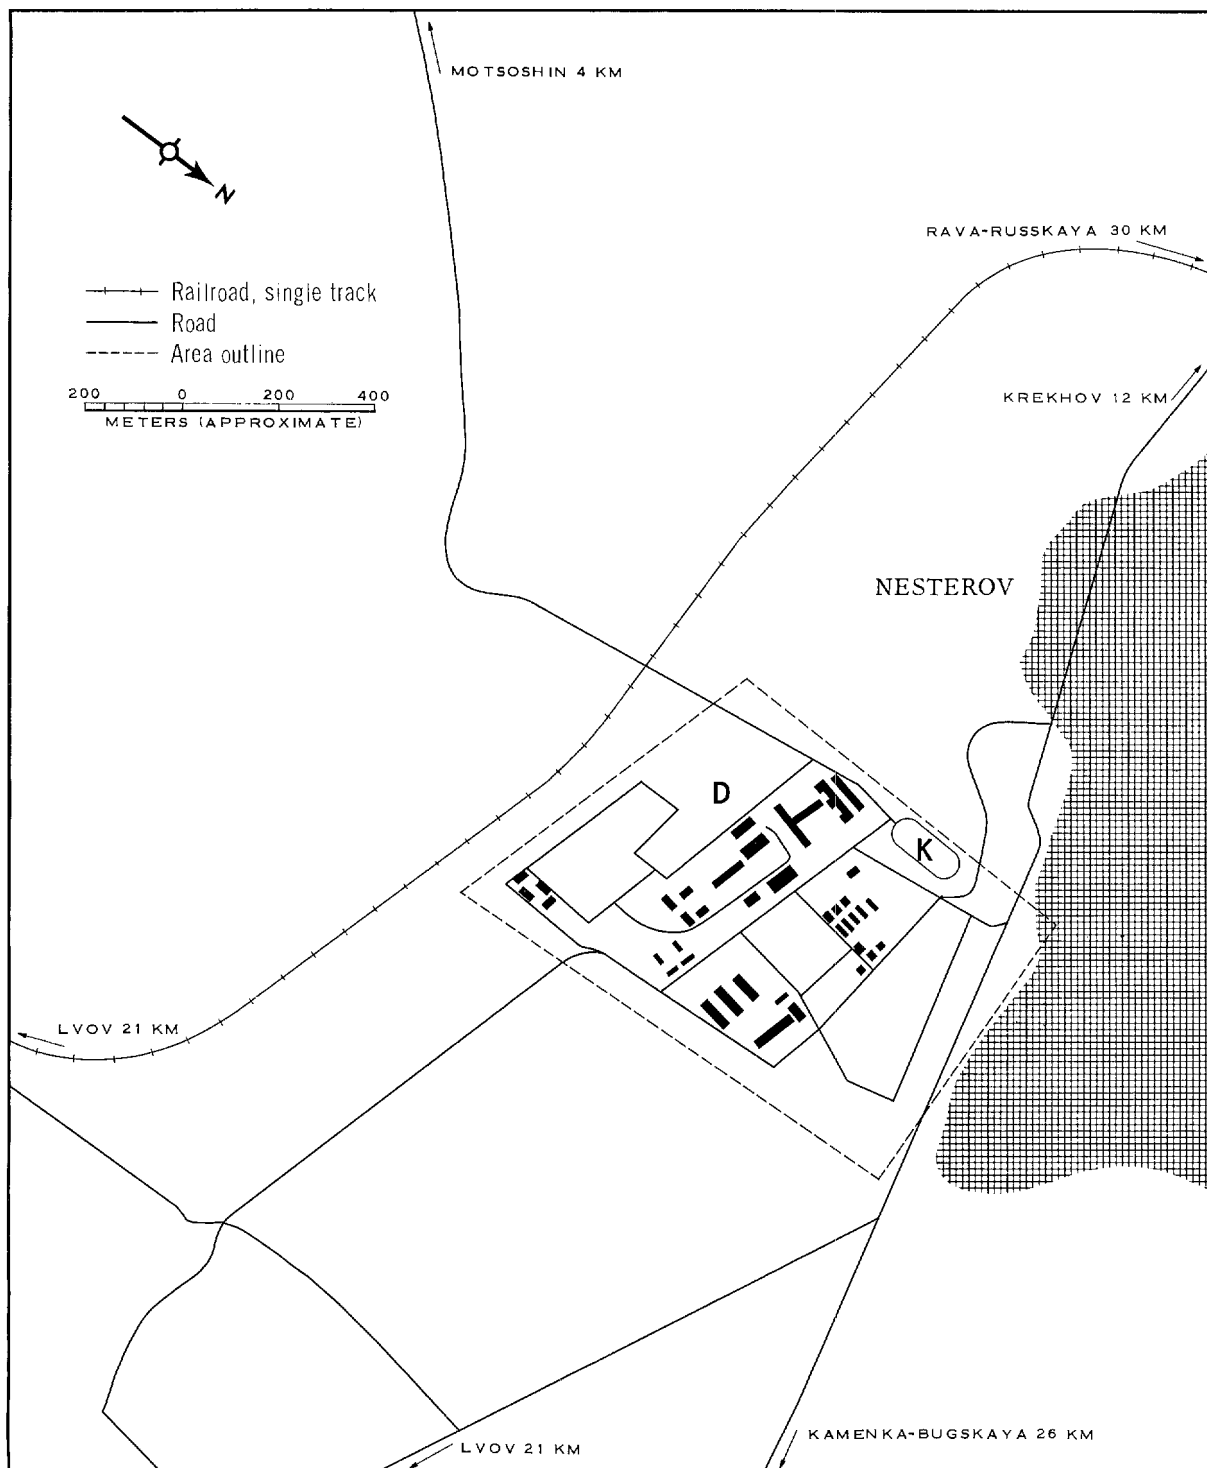 MOTSOSHIN 4 KM
N
RAVA-RUSSKAYA 30 KM
Railroad, single track
Road
Area outline
200 0 200 400
METERS (APPROXIMATE)
KREKHOV 12 KM
NESTEROV
D
K
LVOV 21 KM
KAMENKA-BUGSKAYA 26 KM
LVOV 21 KM